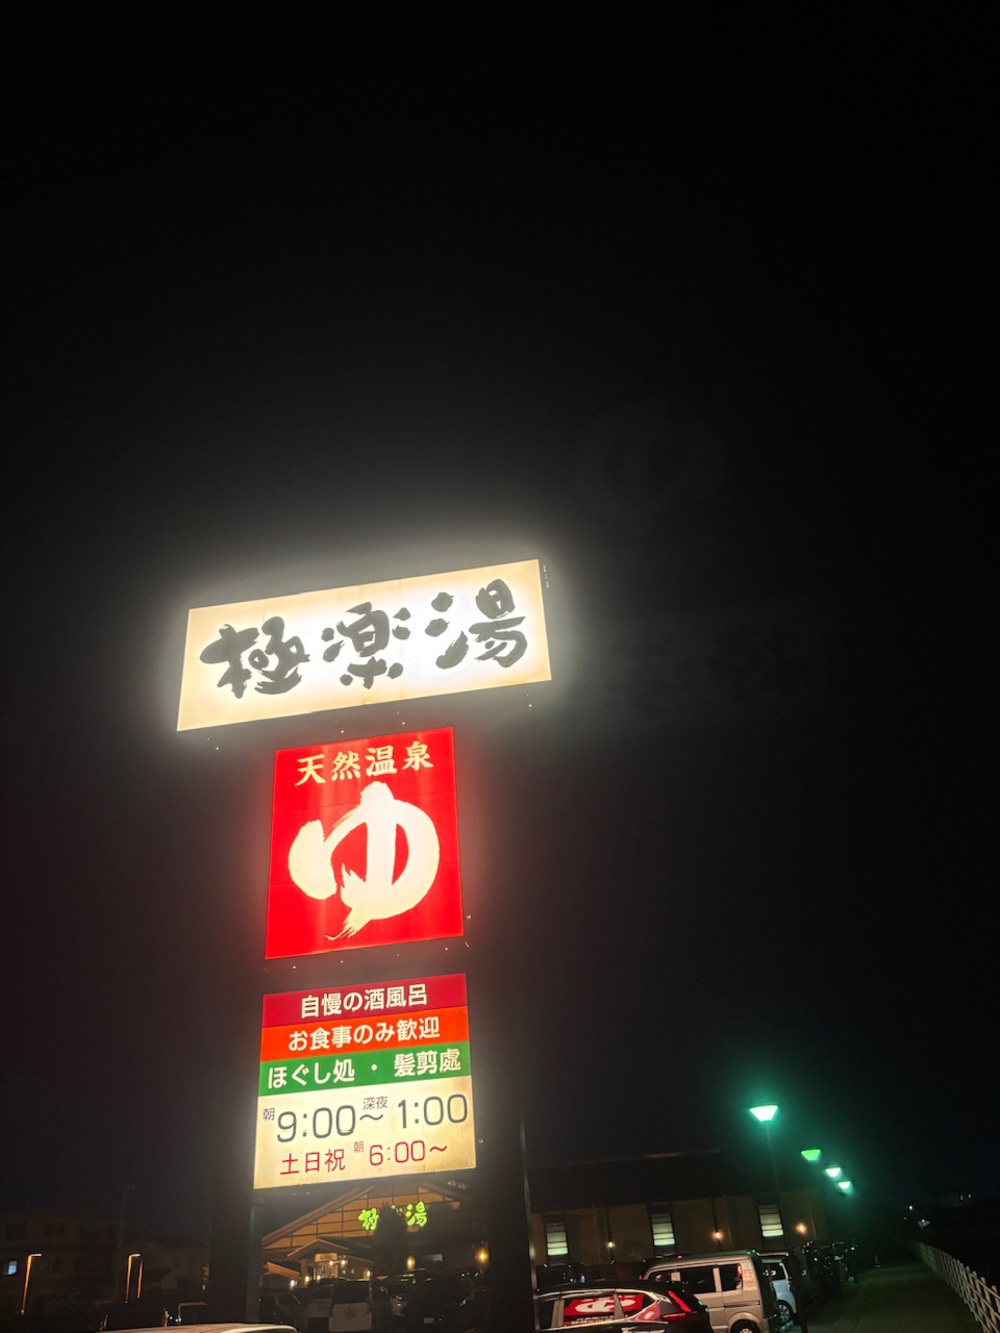 極楽湯
天然温泉
ゆ
自慢の酒風呂
お食事のみ歓迎
ほぐし処・髪剪處
朝9:00～深夜1:00
土日祝 朝6:00～
極楽湯